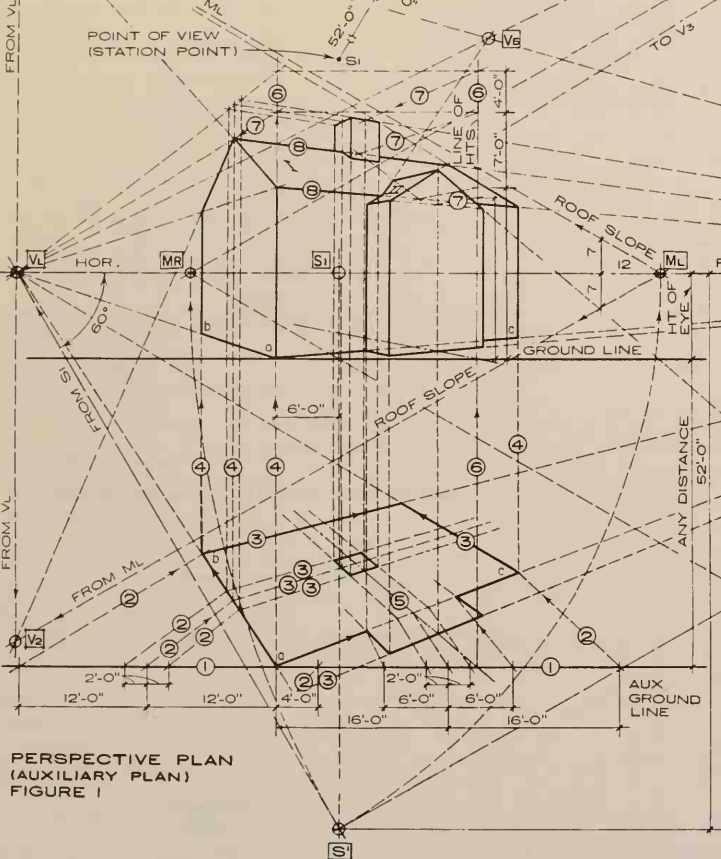 FROM VL
ML
52'-0"
POINT OF VIEW
(STATION POINT)
S1
V5
TO V3
6
7
6
4'-0"
7
8
7
LINE OF
HTS.
7'-0"
8
7
ROOF SLOPE
VL
HOR.
MR
S1
7
12
7
ML
60°
b
a
c
HT OF
EYE
GROUND LINE
FROM S1
6'-0"
ROOF SLOPE
4
4
4
6
4
ANY DISTANCE
52'-0"
FROM VL
b
3
3
c
FROM ML
2
3
3
3
5
2
2
2
2
V2
a
1
1
2'-0"
2
3
2'-0"
12'-0"
12'-0"
4'-0"
6'-0"
6'-0"
16'-0"
16'-0"
AUX
GROUND
LINE
PERSPECTIVE PLAN
(AUXILIARY PLAN)
FIGURE 1
S'